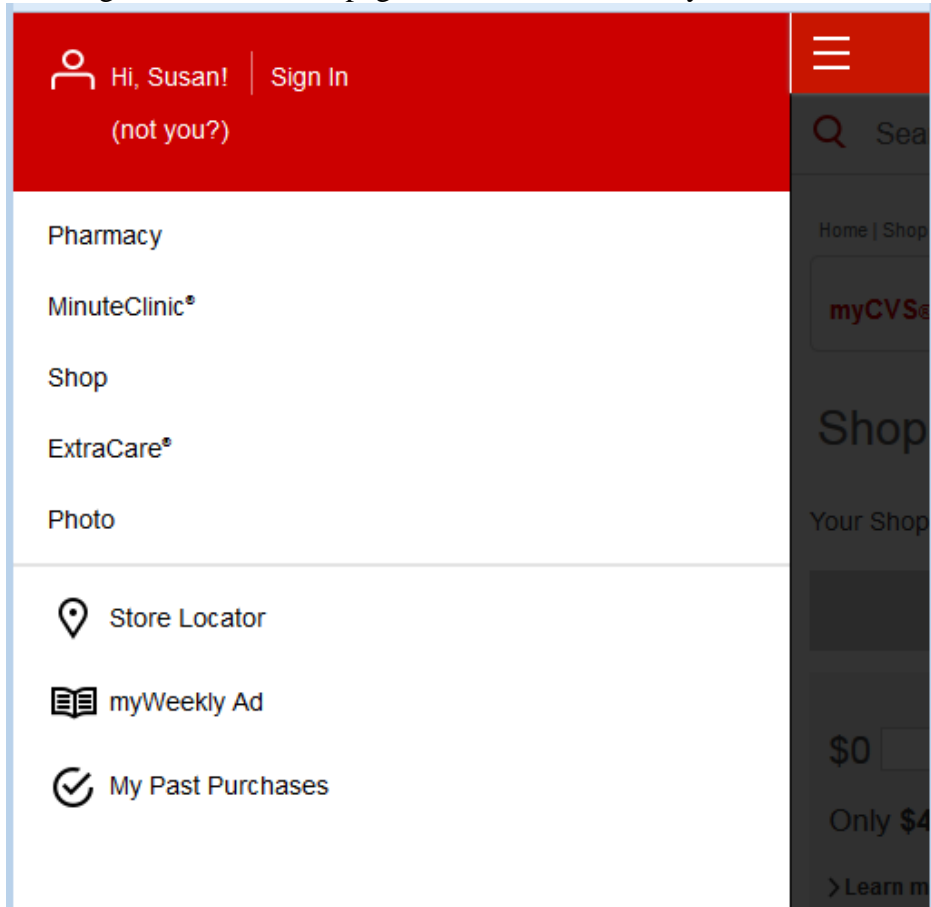 Hi, Susan! Sign In
(not you?)
Pharmacy
MinuteClinic®
Shop
ExtraCare®
Photo
Store Locator
myWeekly Ad
My Past Purchases
Home | Shop
myCVS®
Shop
Your Shop
$0
Only $4